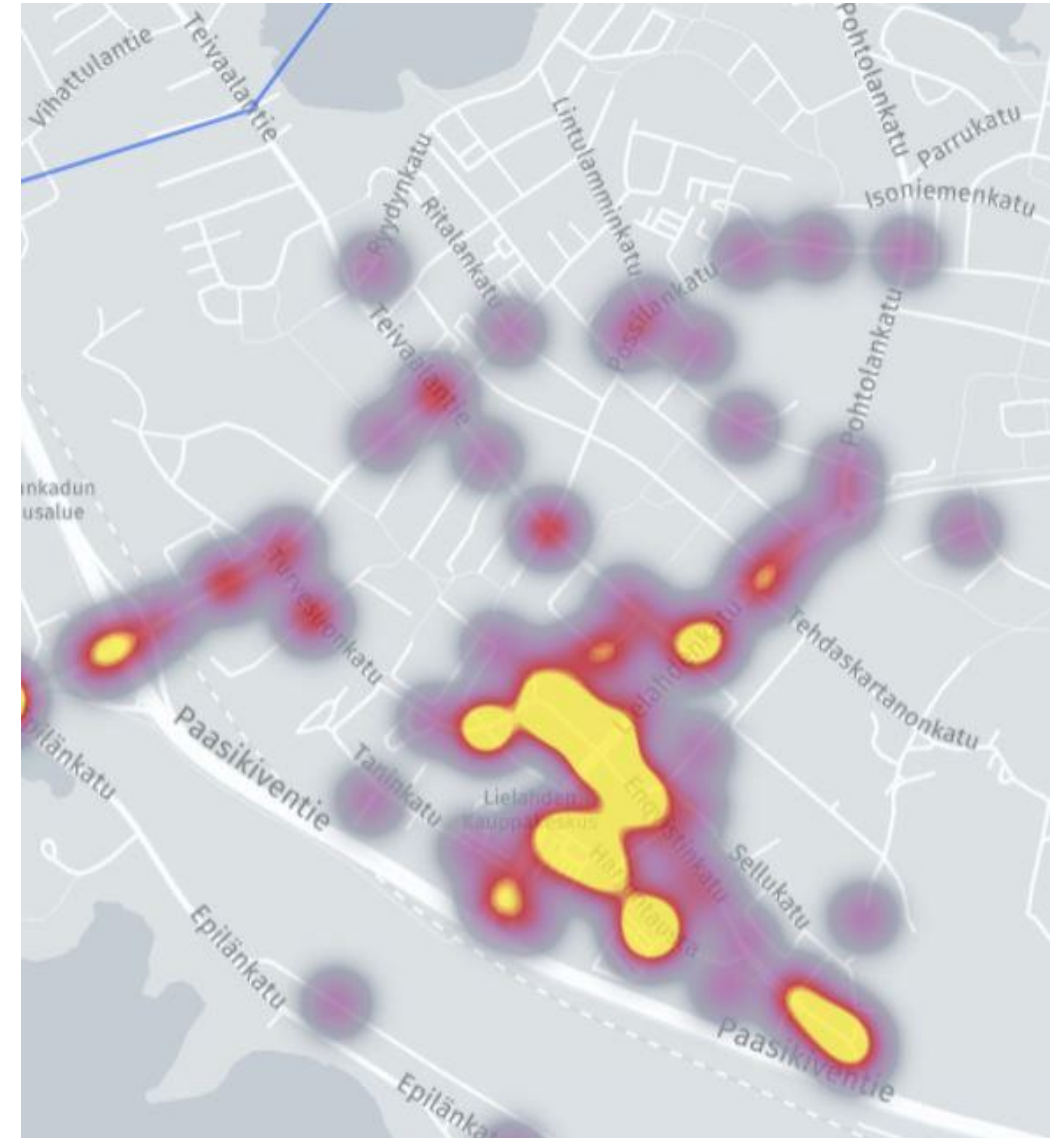 Vihattulantie
Teivaalantie
Ryydynkatu
Ritalankatu
Lintulamminkatu
Pohtolankatu
Parrukatu
Isoniemenkatu
Possilankatu
Teivaalantie
Pohtolankatu
nkadun
usalue
Turvesuonkatu
Lielahdenkatu
Tehdaskartanonkatu
Paasikiventie
Epilänkatu
Taninkatu
Lielahden
Kauppakeskus
Enqvistinkatu
Sellukatu
Epilänkatu
Paasikiventie
Epilänkatu